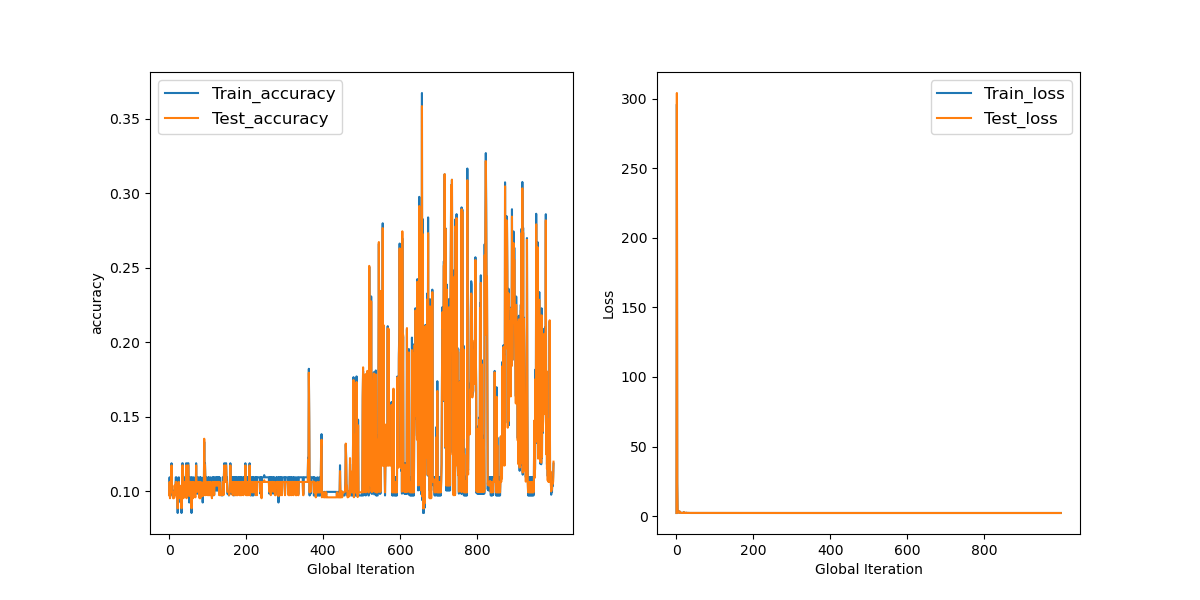 Train_accuracy
Test_accuracy
accuracy
0.35
0.30
0.25
0.20
0.15
0.10
0 200 400 600 800
Global Iteration
Train_loss
Test_loss
Loss
300
250
200
150
100
50
0
0 200 400 600 800
Global Iteration